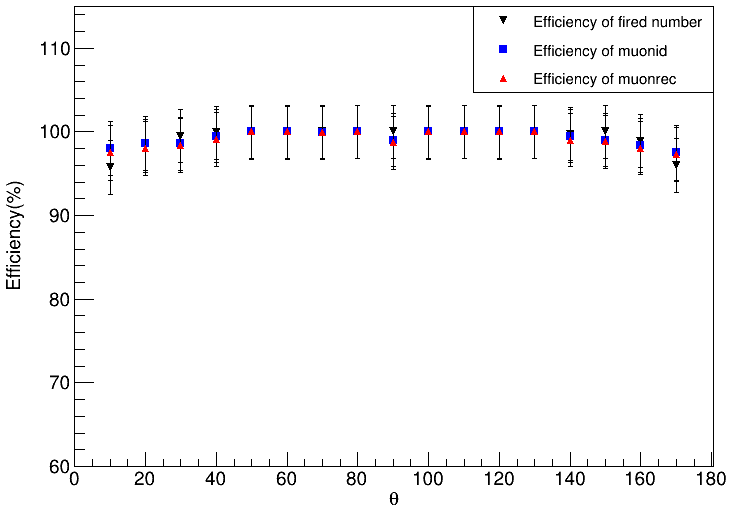 Efficiency of fired number
Efficiency of muonid
Efficiency of muonrec
Efficiency(%)
110
100
90
80
70
60
0 20 40 60 80 100 120 140 160 180
θ